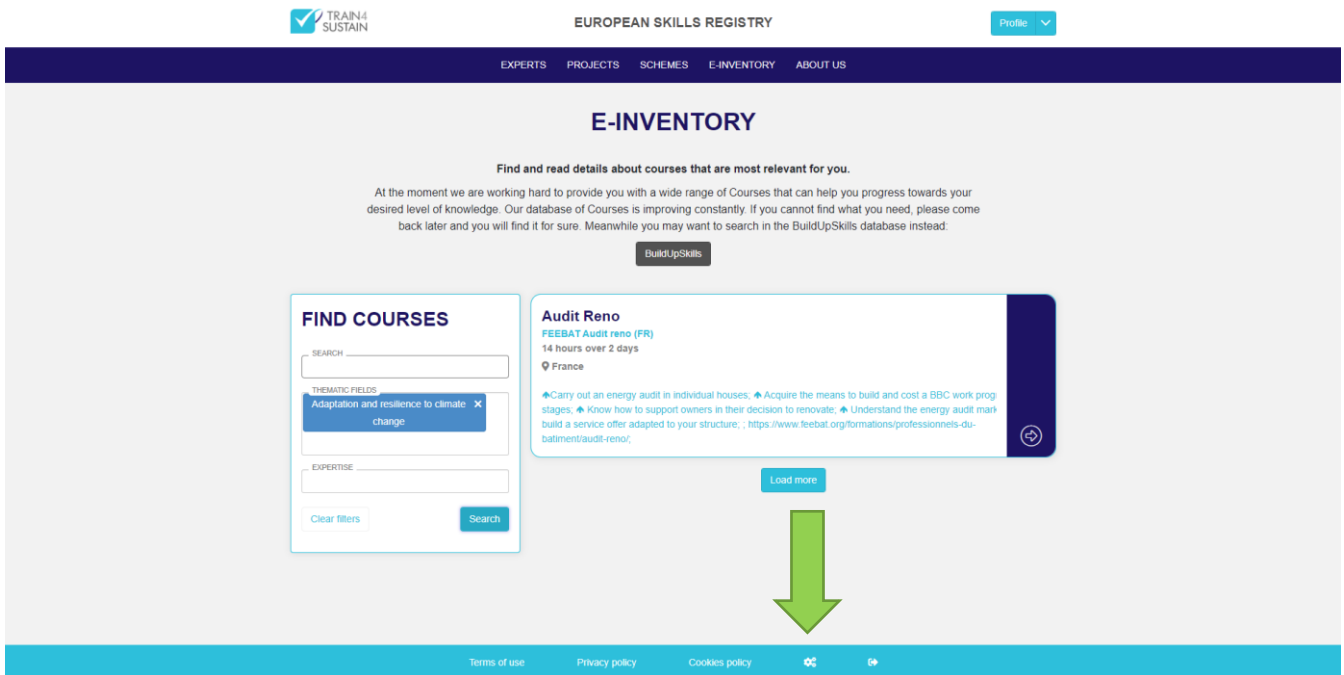 TRAIN4
SUSTAIN
EUROPEAN SKILLS REGISTRY
Profile
EXPERTS PROJECTS SCHEMES E-INVENTORY ABOUT US
E-INVENTORY
Find and read details about courses that are most relevant for you.
At the moment we are working hard to provide you with a wide range of Courses that can help you progress towards your
desired level of knowledge. Our database of Courses is improving constantly. If you cannot find what you need, please come
back later and you will find it for sure. Meanwhile you may want to search in the BuildUpSkills database instead:
BuildUpSkills
FIND COURSES
SEARCH
THEMATIC FIELDS
Adaptation and resilience to climate
change
EXPERTISE
Clear filters
Search
Audit Reno
FEEBAT Audit reno (FR)
14 hours over 2 days
France
Carry out an energy audit in individual houses; Acquire the means to build and cost a BBC work prog
stages; Know how to support owners in their decision to renovate; Understand the energy audit mark
build a service offer adapted to your structure; ; https://www.feebat.org/formations/professionnels-du-
batiment/audit-reno/;
Load more
Terms of use Privacy policy Cookies policy